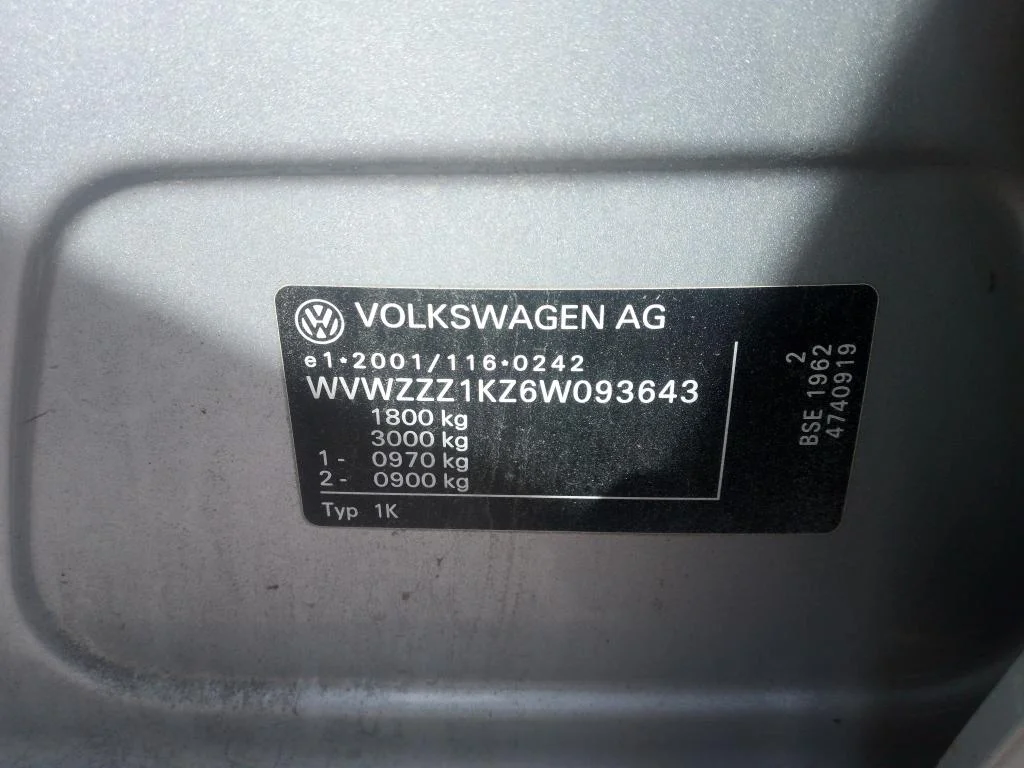 VOLKSWAGEN AG
e1*2001/116*0242
WVWZZZ1KZ6W093643
1800 kg
3000 kg
1- 0970 kg
2- 0900 kg
Typ 1K
2
BSE 1962
4740919